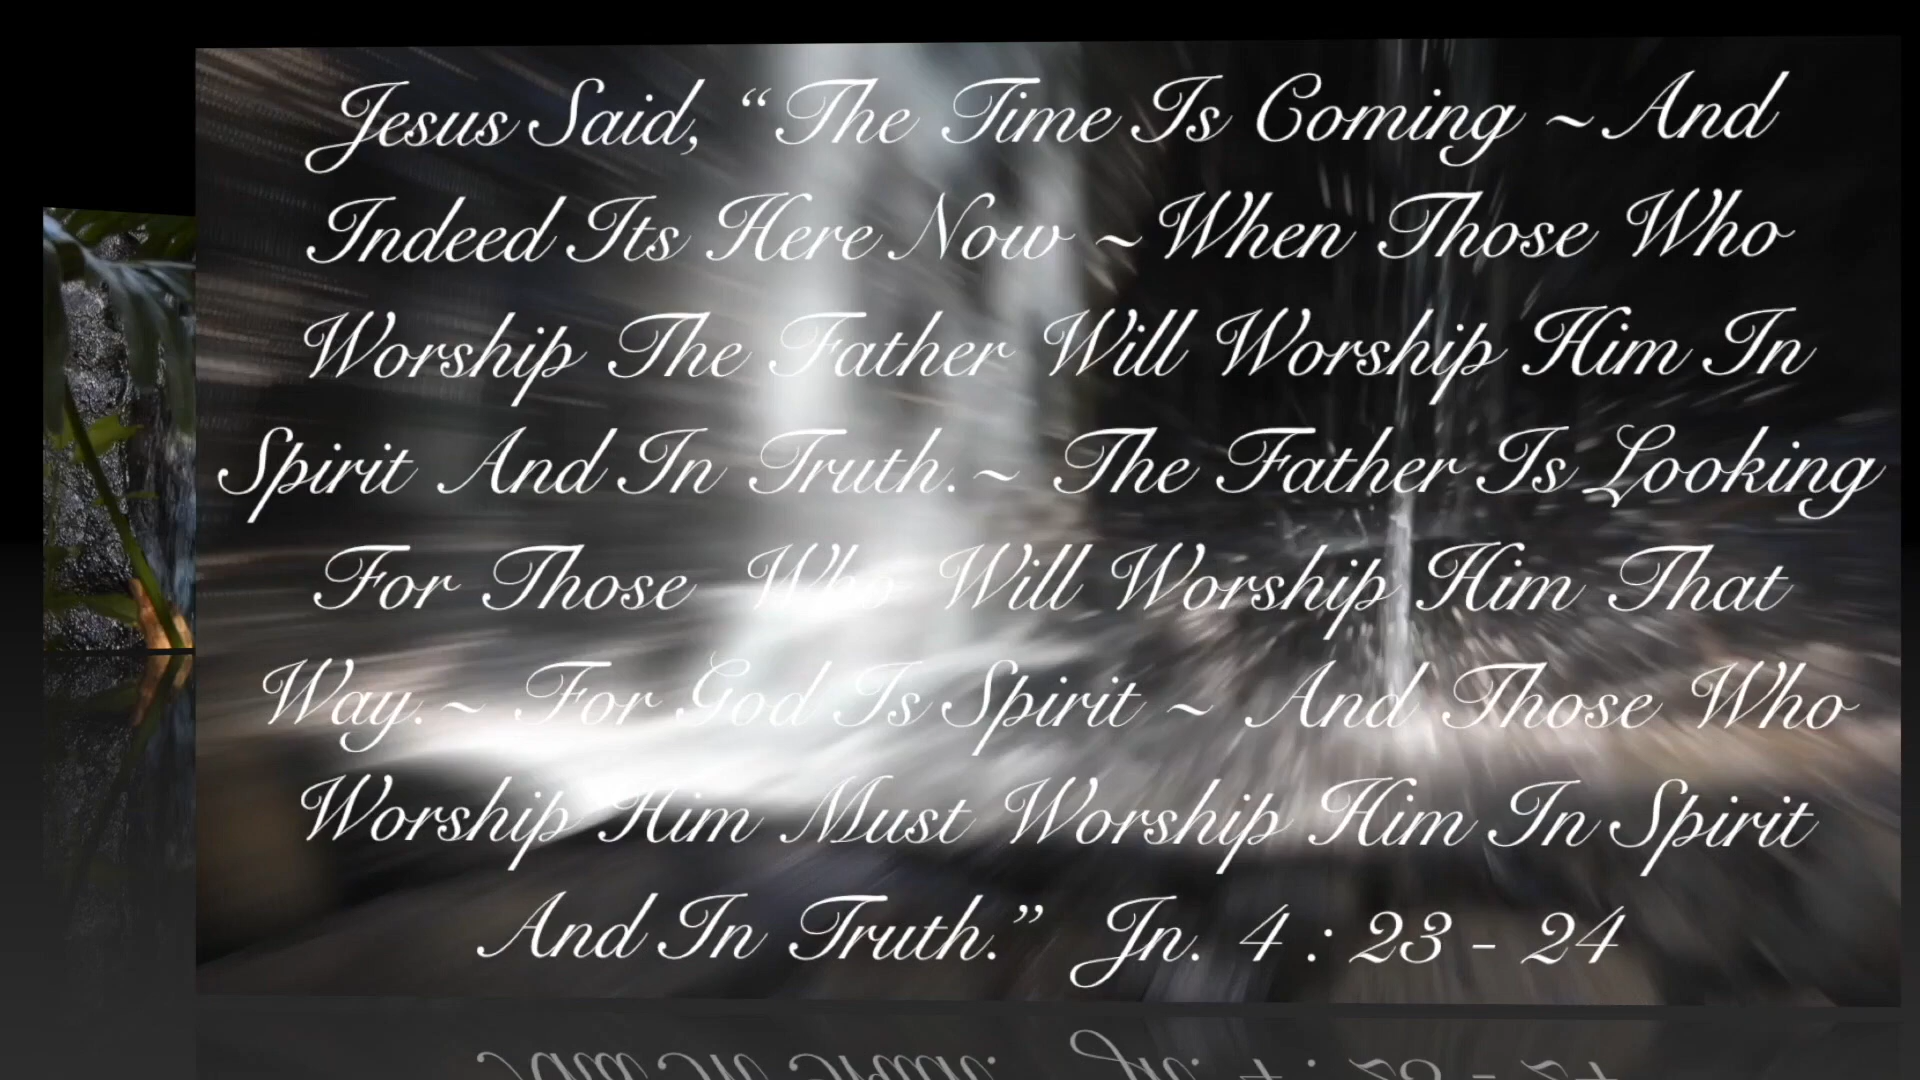 Jesus Said, “The Time Is Coming ~And
Indeed Its Here Now ~When Those Who
Worship The Father Will Worship Him In
Spirit And In Truth.~ The Father Is Looking
For Those Who Will Worship Him That
Way.~ For God Is Spirit ~ And Those Who
Worship Him Must Worship Him In Spirit
And In Truth.” Jn. 4 : 23 - 24